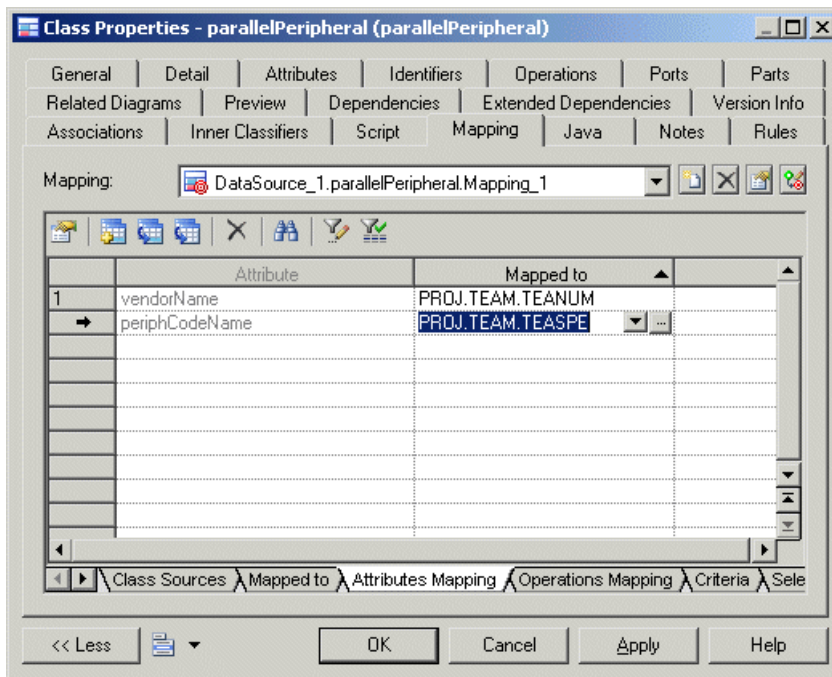 Class Properties - parallelPeripheral (parallelPeripheral)
General Detail Attributes Identifiers Operations Ports Parts
Related Diagrams Preview Dependencies Extended Dependencies Version Info
Associations Inner Classifiers Script Mapping Java Notes Rules
Mapping: DataSource_1.parallelPeripheral.Mapping_1
Attribute Mapped to
1 vendorName PROJ.TEAM.TEANUM
periphCodeName PROJ.TEAM.TEASPE ...
Class Sources Mapped to Attributes Mapping Operations Mapping Criteria Sele
<< Less OK Cancel Apply Help